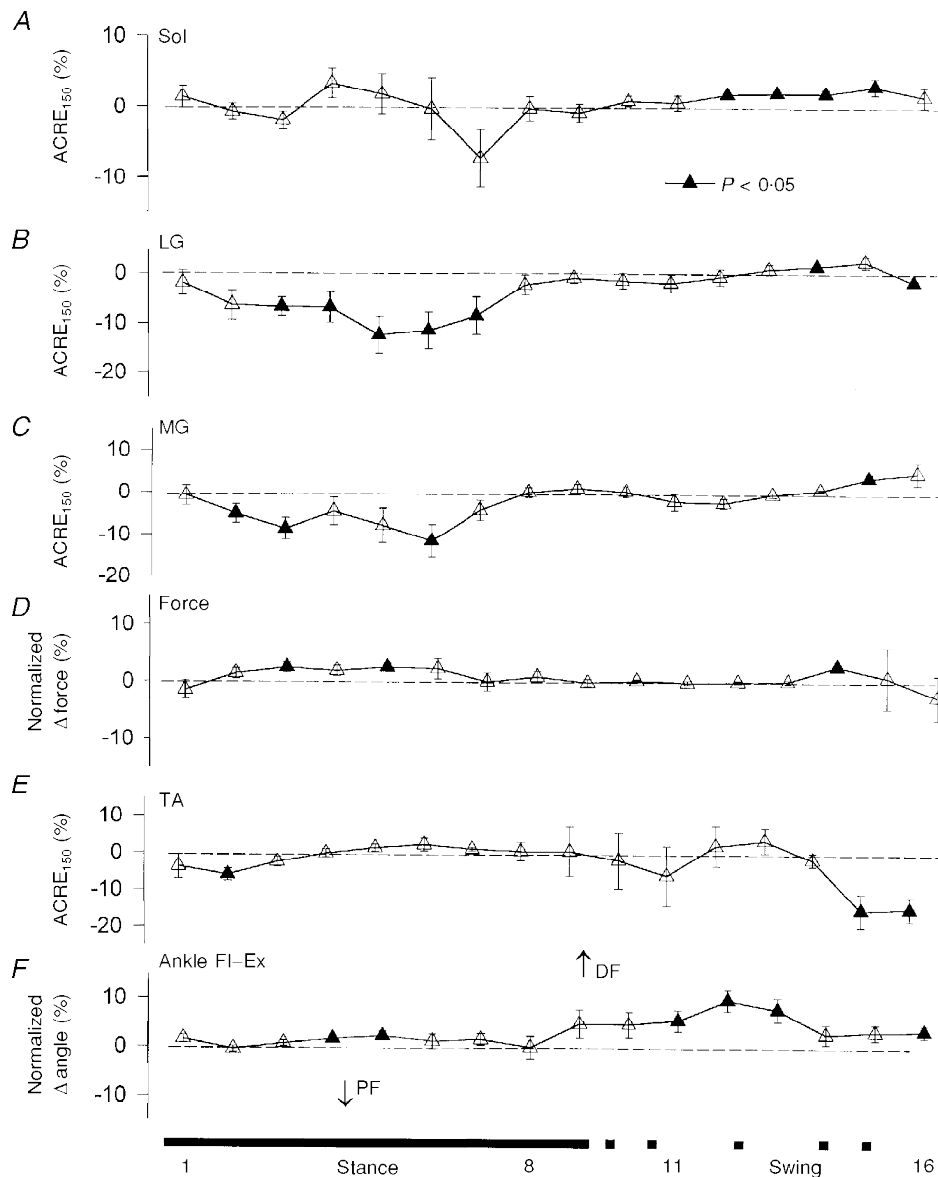 A
Sol
ACRE₁₅₀ (%)
10
0
-10
P < 0·05
B
LG
ACRE₁₅₀ (%)
0
-10
-20
C
MG
ACRE₁₅₀ (%)
10
0
-10
-20
D
Force
Normalized
Δ force (%)
10
0
-10
E
TA
ACRE₁₅₀ (%)
10
0
-10
-20
F
Ankle Fl–Ex
Normalized
Δ angle (%)
10
0
-10
↑ DF
↓ PF
1 Stance 8 11 Swing 16